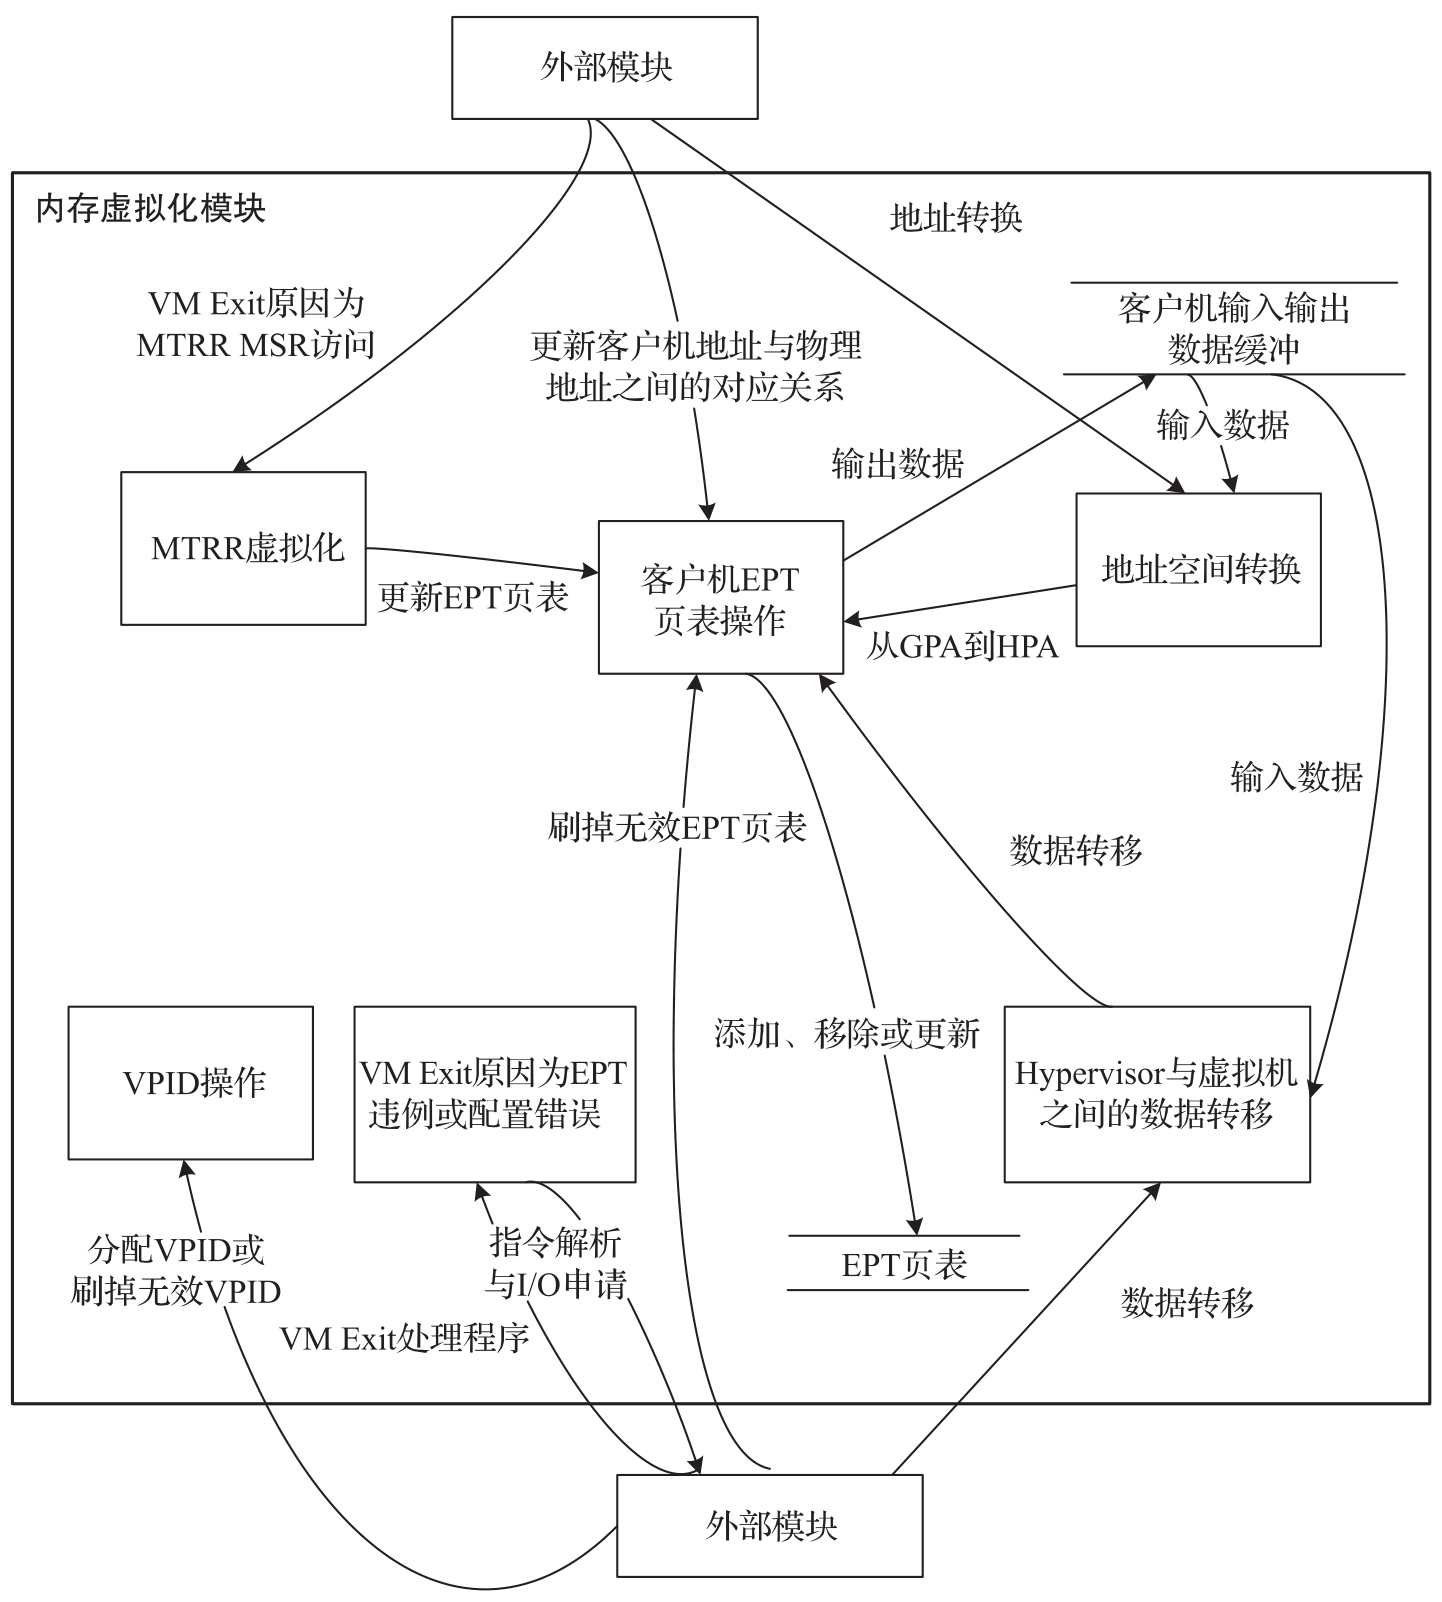 外部模块
内存虚拟化模块
地址转换
VM Exit原因为
MTRR MSR访问
客户机输入输出
数据缓冲
更新客户机地址与物理
地址之间的对应关系
输入数据
输出数据
MTRR虚拟化
更新EPT页表
客户机EPT
页表操作
地址空间转换
从GPA到HPA
输入数据
刷掉无效EPT页表
数据转移
添加、移除或更新
VPID操作
VM Exit原因为EPT
违例或配置错误
Hypervisor与虚拟机
之间的数据转移
分配VPID或
刷掉无效VPID
指令解析
与I/O申请
EPT页表
数据转移
VM Exit处理程序
外部模块